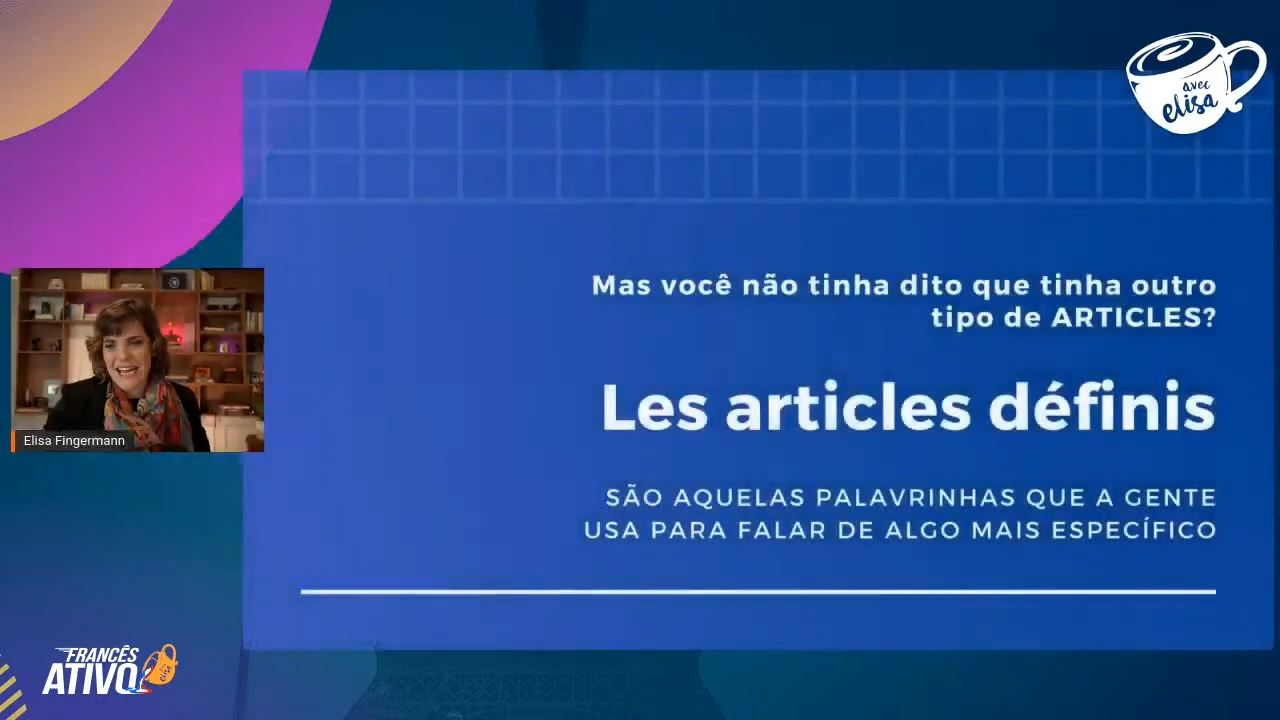 avec
elisa
Mas você não tinha dito que tinha outro
tipo de ARTICLES?
Les articles définis
SÃO AQUELAS PALAVRINHAS QUE A GENTE
USA PARA FALAR DE ALGO MAIS ESPECÍFICO
Elisa Fingermann
FRANCÊS
ATIVO
elisa